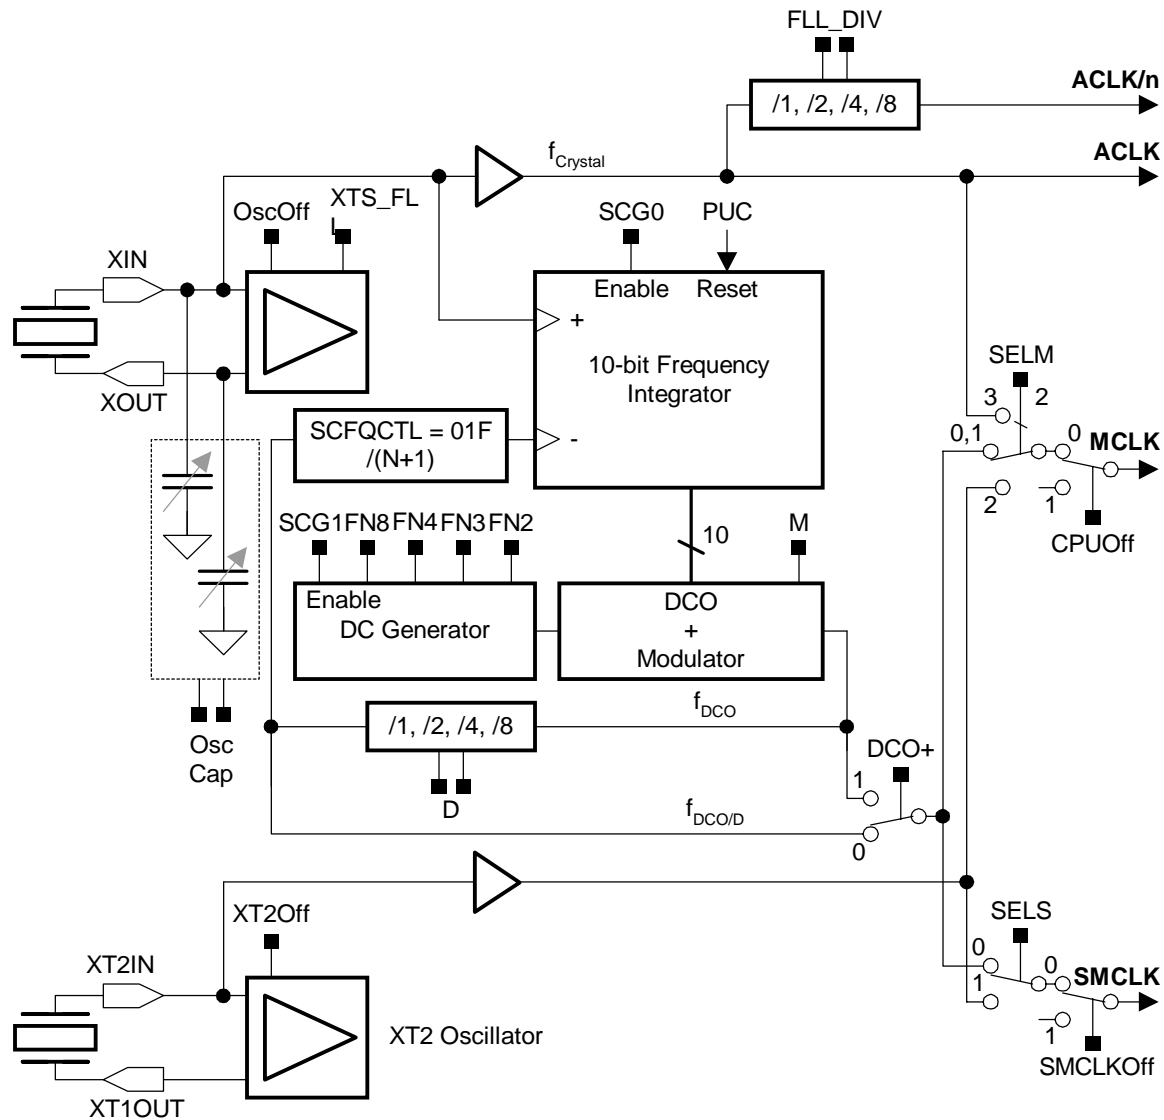 FLL_DIV
ACLK/n
/1, /2, /4, /8
fCrystal
ACLK
XTS_FL
L
OscOff
SCG0
PUC
XIN
Enable
Reset
+
10-bit Frequency
Integrator
SELM
XOUT
3
2
SCFQCTL = 01F
/(N+1)
-
0,1
0
MCLK
2
1
SCG1
FN8
FN4
FN3
FN2
10
M
CPUOff
Enable
DC Generator
DCO
+
Modulator
fDCO
/1, /2, /4, /8
Osc
Cap
DCO+
1
D
fDCO/D
0
XT2Off
SELS
XT2IN
0
0
SMCLK
1
XT2 Oscillator
1
SMCLKOff
XT1OUT